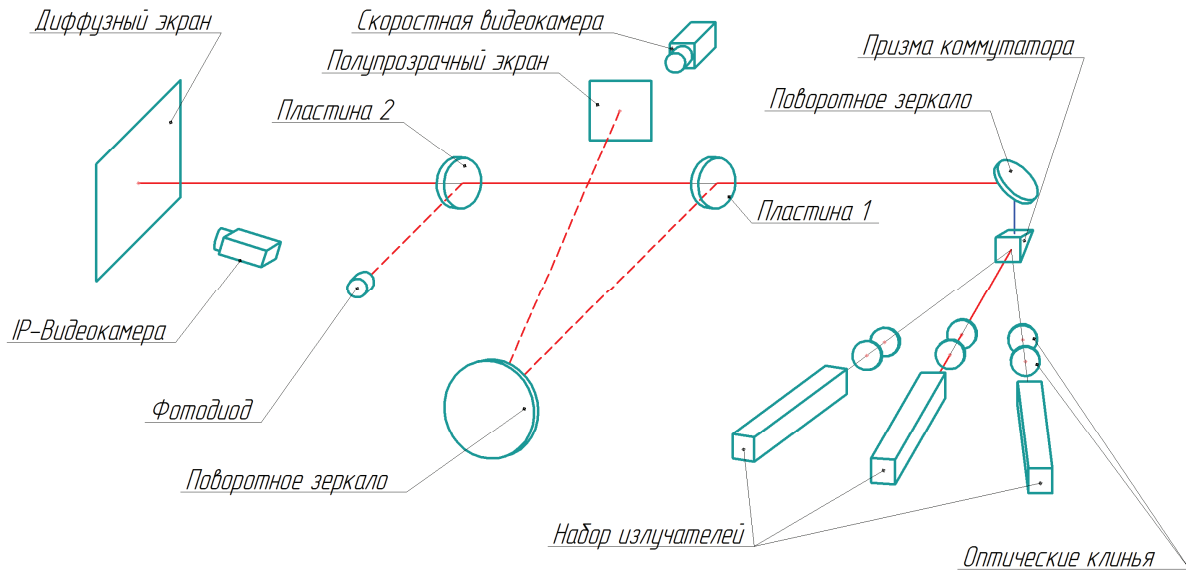 Диффузный экран
Скоростная видеокамера
Призма коммутатора
Полупрозрачный экран
Поворотное зеркало
Пластина 2
Пластина 1
IP-Видеокамера
Фотодиод
Поворотное зеркало
Набор излучателей
Оптические клинья